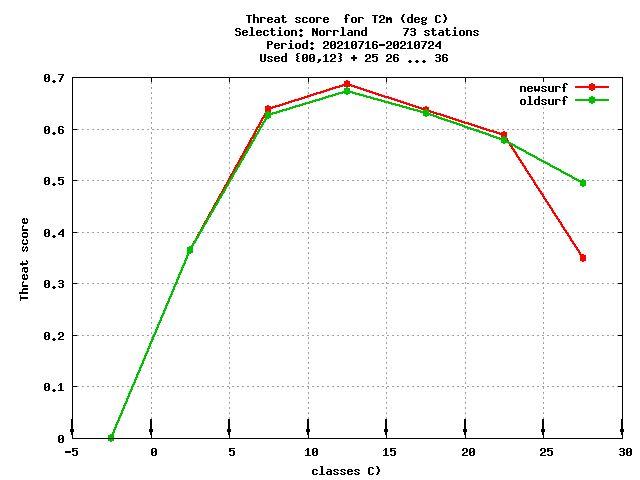 Threat score  for T2m (deg C)
Selection: Norrland     73 stations
Period: 20210716-20210724
Used {00,12} + 25 26 ... 36
newsurf
oldsurf
0.7
0.6
0.5
0.4
0.3
0.2
0.1
0
Threat score
-5 0 5 10 15 20 25 30
classes C)